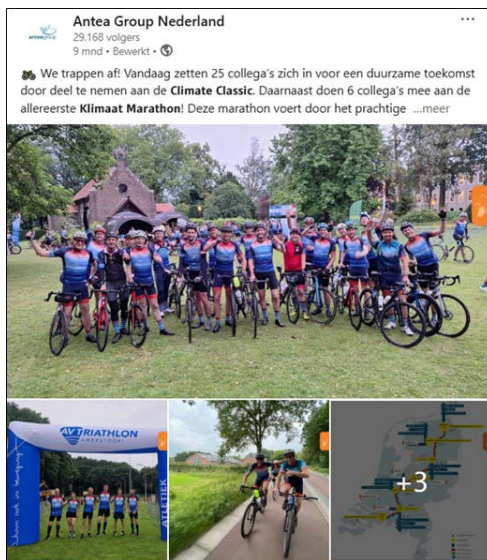 anteagroup
Antea Group Nederland
29.168 volgers
9 mnd • Bewerkt •
We trappen af! Vandaag zetten 25 collega's zich in voor een duurzame toekomst
door deel te nemen aan de Climate Classic. Daarnaast doen 6 collega's mee aan de
allereerste Klimaat Marathon! Deze marathon voert door het prachtige ...meer
AV TRIATHLON
AMERSFOORT
ATLETIEK
+3